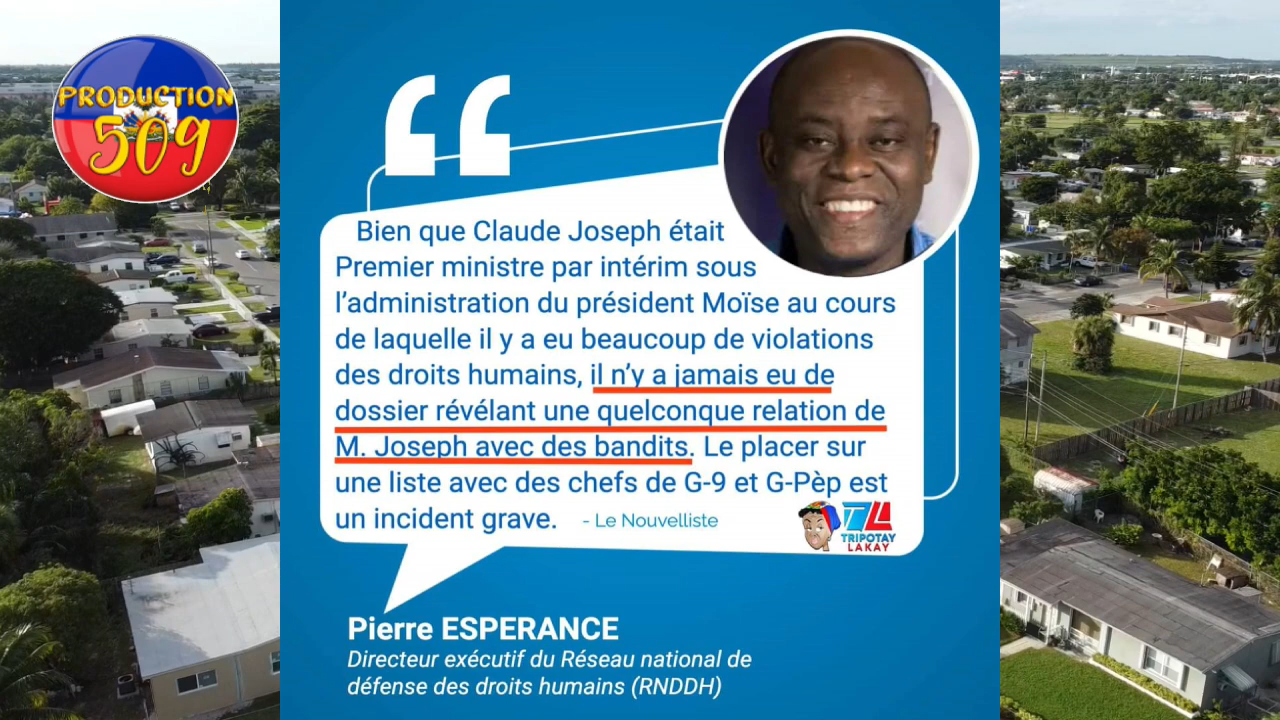 PRODUCTION
509
“
Bien que Claude Joseph était
Premier ministre par intérim sous
l’administration du président Moïse au cours
de laquelle il y a eu beaucoup de violations
des droits humains, il n’y a jamais eu de
dossier révélant une quelconque relation de
M. Joseph avec des bandits. Le placer sur
une liste avec des chefs de G-9 et G-Pèp est
un incident grave. - Le Nouvelliste
TL
TRIPOTAY
LAKAY
Pierre ESPERANCE
Directeur exécutif du Réseau national de
défense des droits humains (RNDDH)